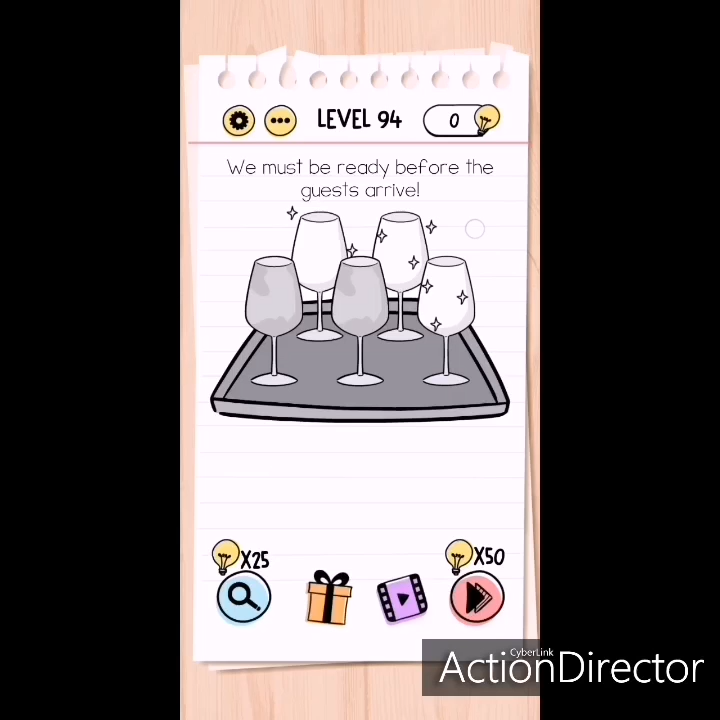 LEVEL 94
0
We must be ready before the
guests arrive!
X25
X50
CyberLink
ActionDirector